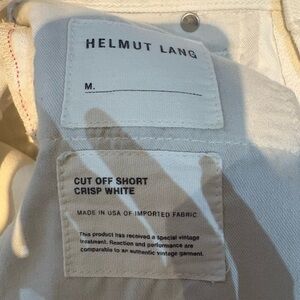 HELMUT LANG
M.
CUT OFF SHORT
CRISP WHITE
MADE IN USA OF IMPORTED FABRIC
This product has received a special vintage
treatment. Reaction and performance are
comparable to an authentic vintage garment.